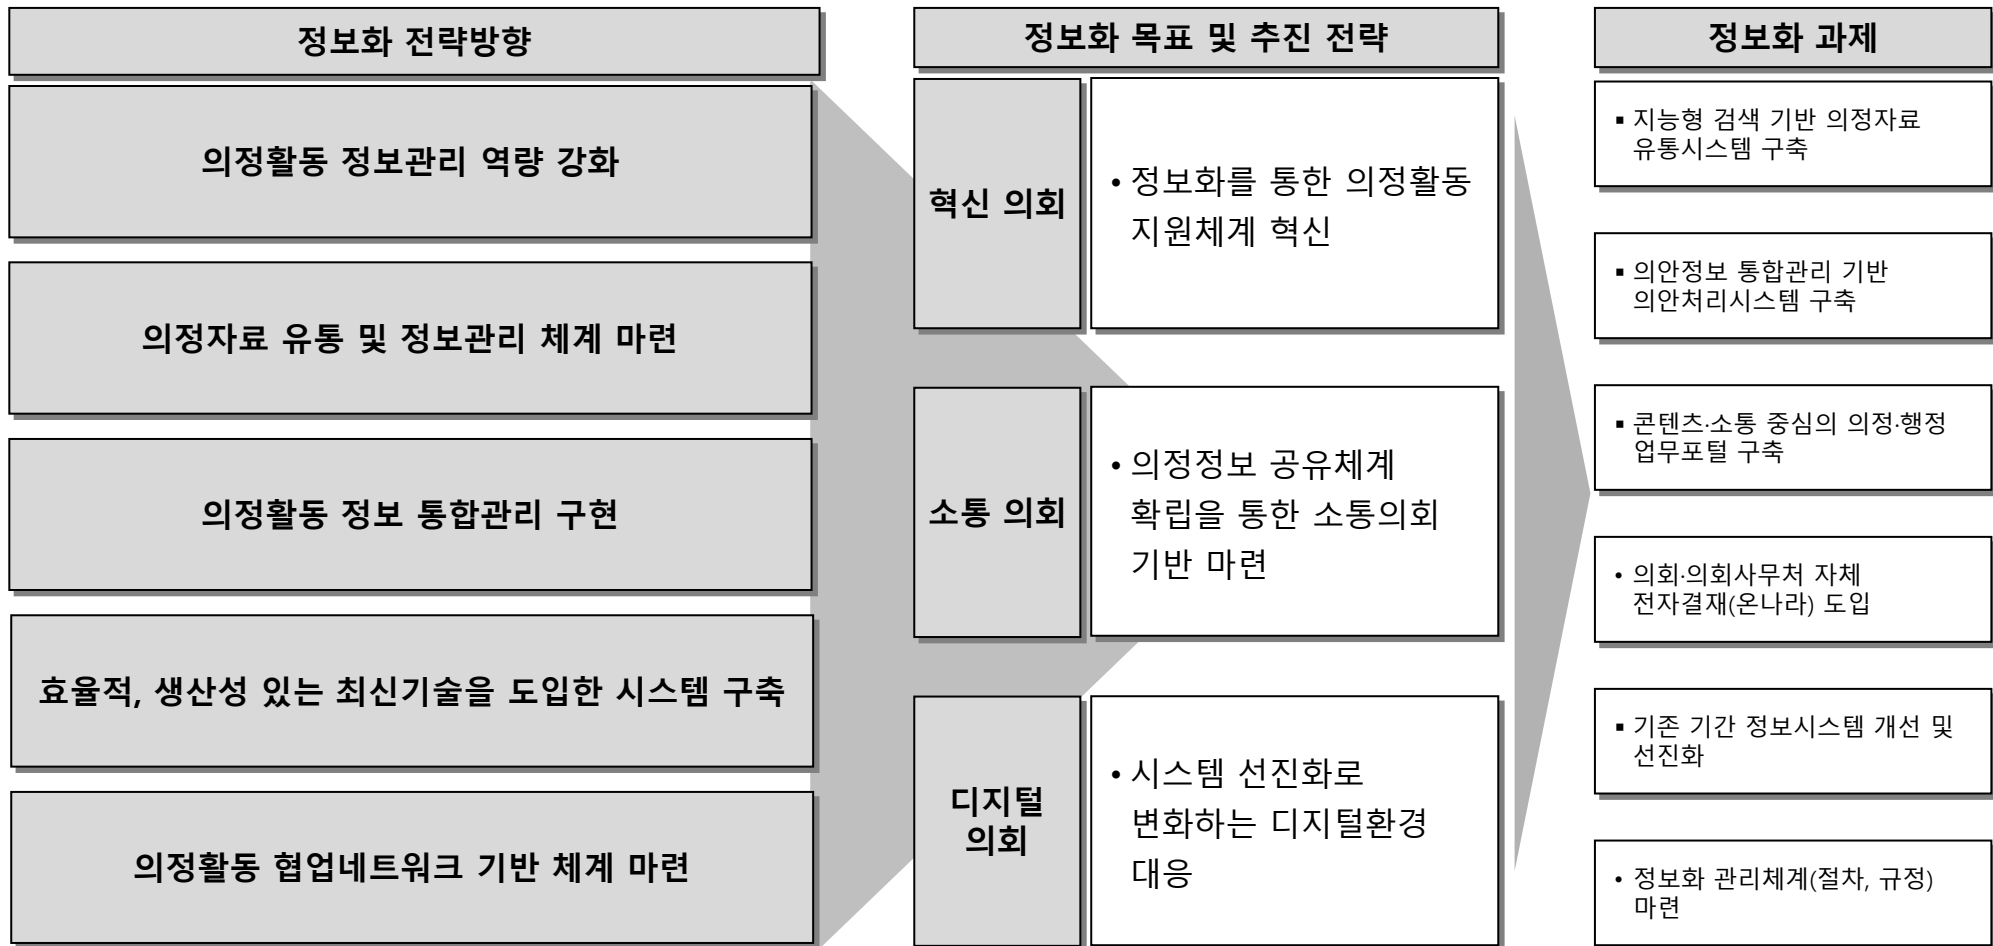 정보화 전략방향
의정활동 정보관리 역량 강화
의정자료 유통 및 정보관리 체계 마련
의정활동 정보 통합관리 구현
효율적, 생산성 있는 최신기술을 도입한 시스템 구축
의정활동 협업네트워크 기반 체계 마련
정보화 목표 및 추진 전략
혁신 의회
• 정보화를 통한 의정활동
지원체계 혁신
소통 의회
• 의정정보 공유체계
확립을 통한 소통의회
기반 마련
디지털
의회
• 시스템 선진화로
변화하는 디지털환경
대응
정보화 과제
▪ 지능형 검색 기반 의정자료
유통시스템 구축
▪ 의안정보 통합관리 기반
의안처리시스템 구축
▪ 콘텐츠·소통 중심의 의정·행정
업무포털 구축
• 의회·의회사무처 자체
전자결재(온나라) 도입
▪ 기존 기간 정보시스템 개선 및
선진화
• 정보화 관리체계(절차, 규정)
마련